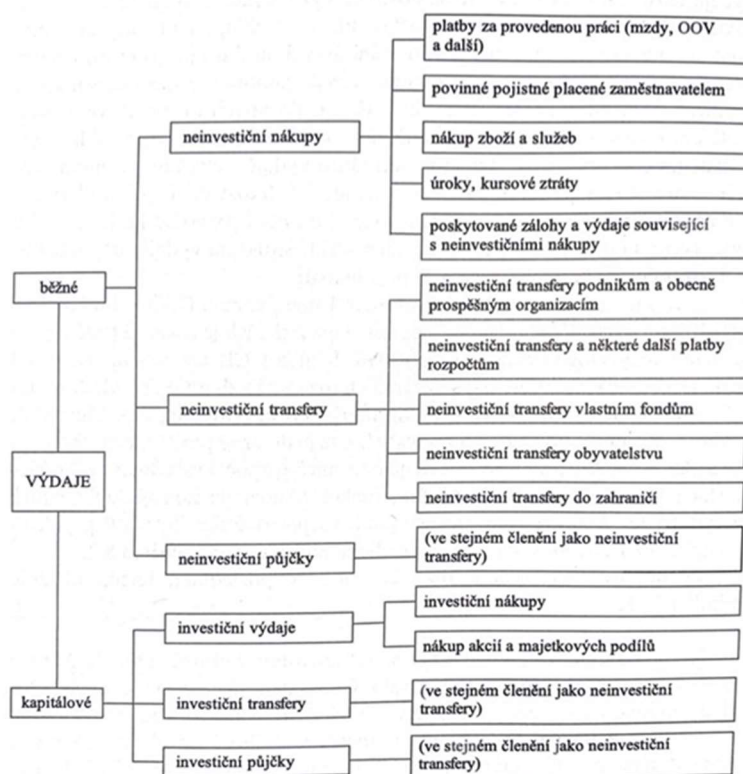 platby za provedenou práci (mzdy, OOV
a další)
povinné pojistné placené zaměstnavatelem
neinvestiční nákupy
nákup zboží a služeb
úroky, kursové ztráty
poskytované zálohy a výdaje související
s neinvestičními nákupy
běžné
neinvestiční transfery podnikům a obecně
prospěšným organizacím
neinvestiční transfery a některé další platby
rozpočtům
neinvestiční transfery
neinvestiční transfery vlastním fondům
neinvestiční transfery obyvatelstvu
VÝDAJE
neinvestiční transfery do zahraničí
neinvestiční půjčky
(ve stejném členění jako neinvestiční
transfery)
investiční výdaje
investiční nákupy
nákup akcií a majetkových podílů
kapitálové
investiční transfery
(ve stejném členění jako neinvestiční
transfery)
investiční půjčky
(ve stejném členění jako neinvestiční
transfery)